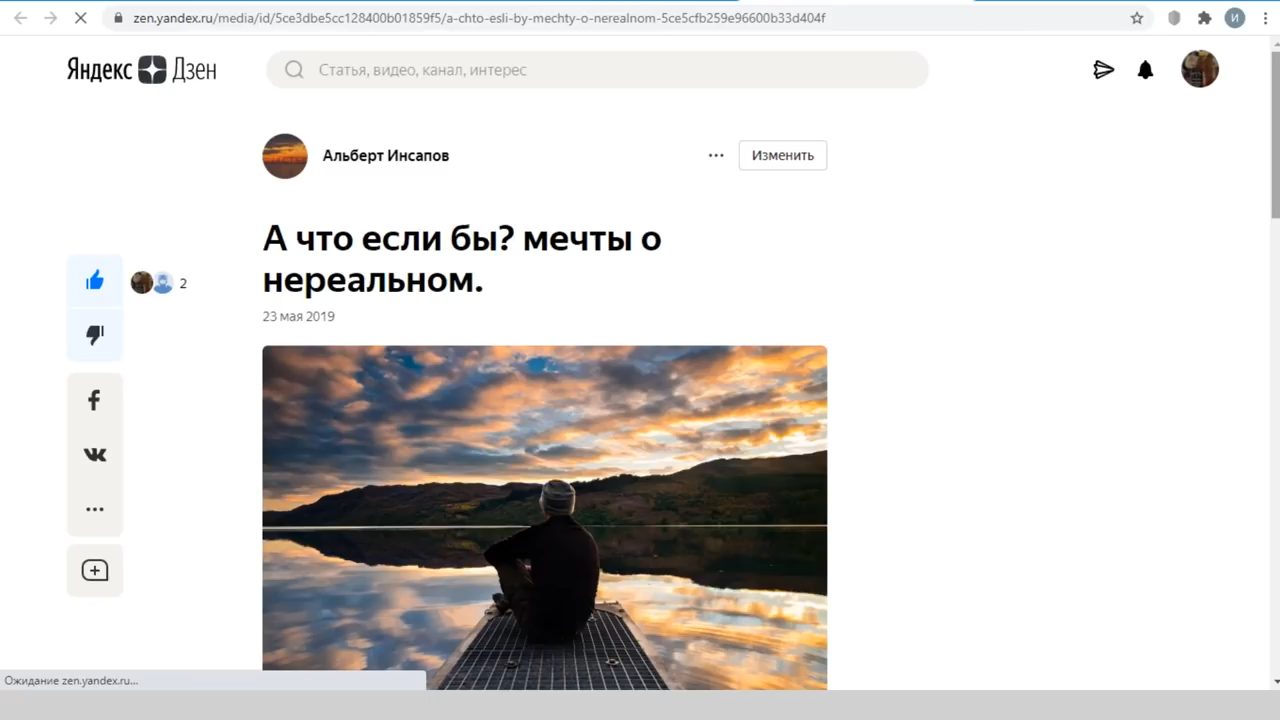 zen.yandex.ru/media/id/5ce3dbe5cc128400b01859f5/a-chto-esli-by-mechty-o-nerealnom-5ce5cfb259e96600b33d404f
И
Яндекс Дзен
Статья, видео, канал, интерес
Альберт Инсапов
Изменить
А что если бы? мечты о
нереальном.
23 мая 2019
2
Ожидание zen.yandex.ru...